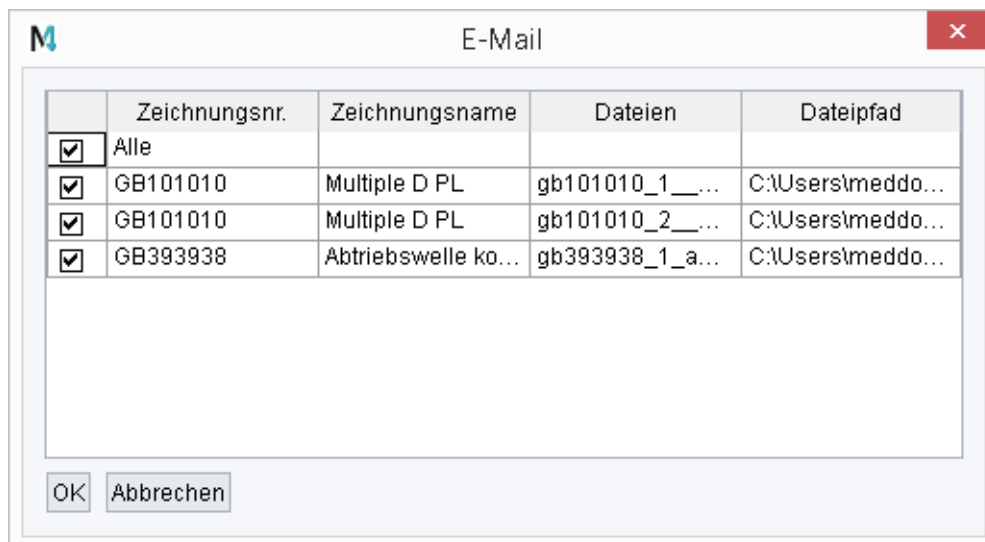 E-Mail
Zeichnungsnr. Zeichnungsname Dateien Dateipfad
Alle
GB101010 Multiple D PL gb101010_1__... C:\Users\meddo...
GB101010 Multiple D PL gb101010_2__... C:\Users\meddo...
GB393938 Abtriebswelle ko... gb393938_1_a... C:\Users\meddo...
OK Abbrechen